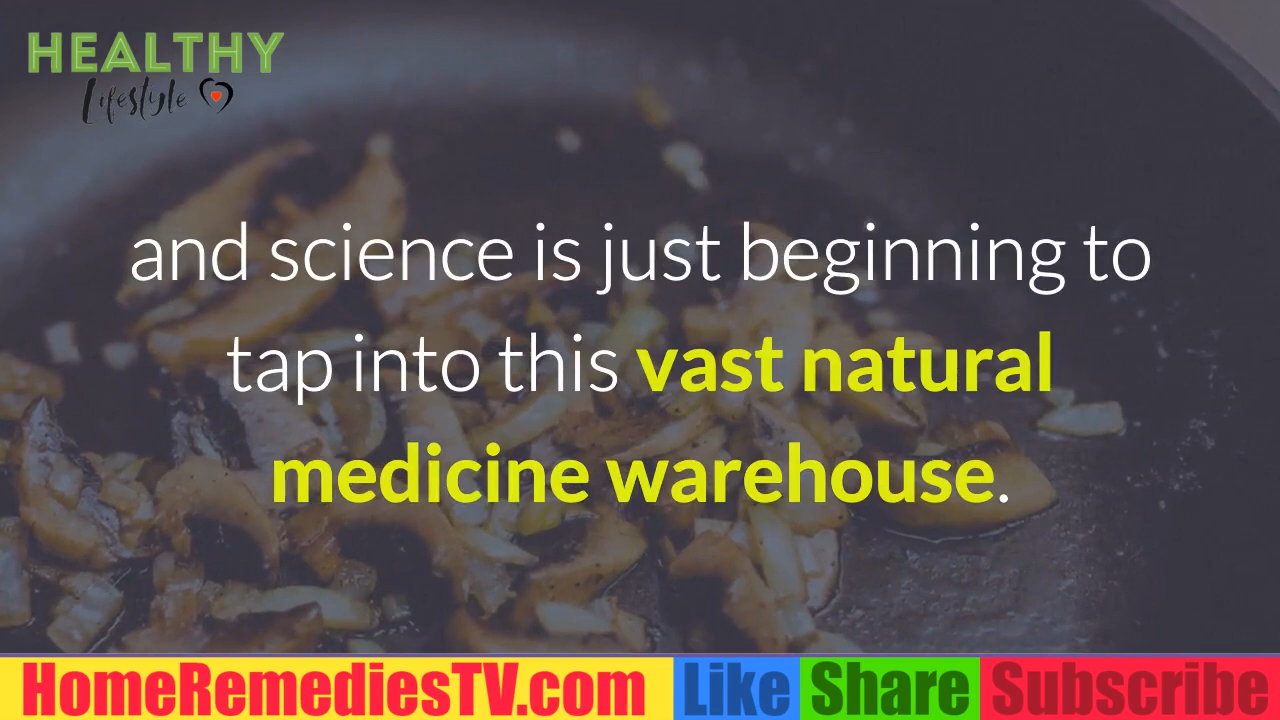 HEALTHY
Lifestyle
and science is just beginning to
tap into this vast natural
medicine warehouse.
HomeRemediesTV.com Like Share Subscribe